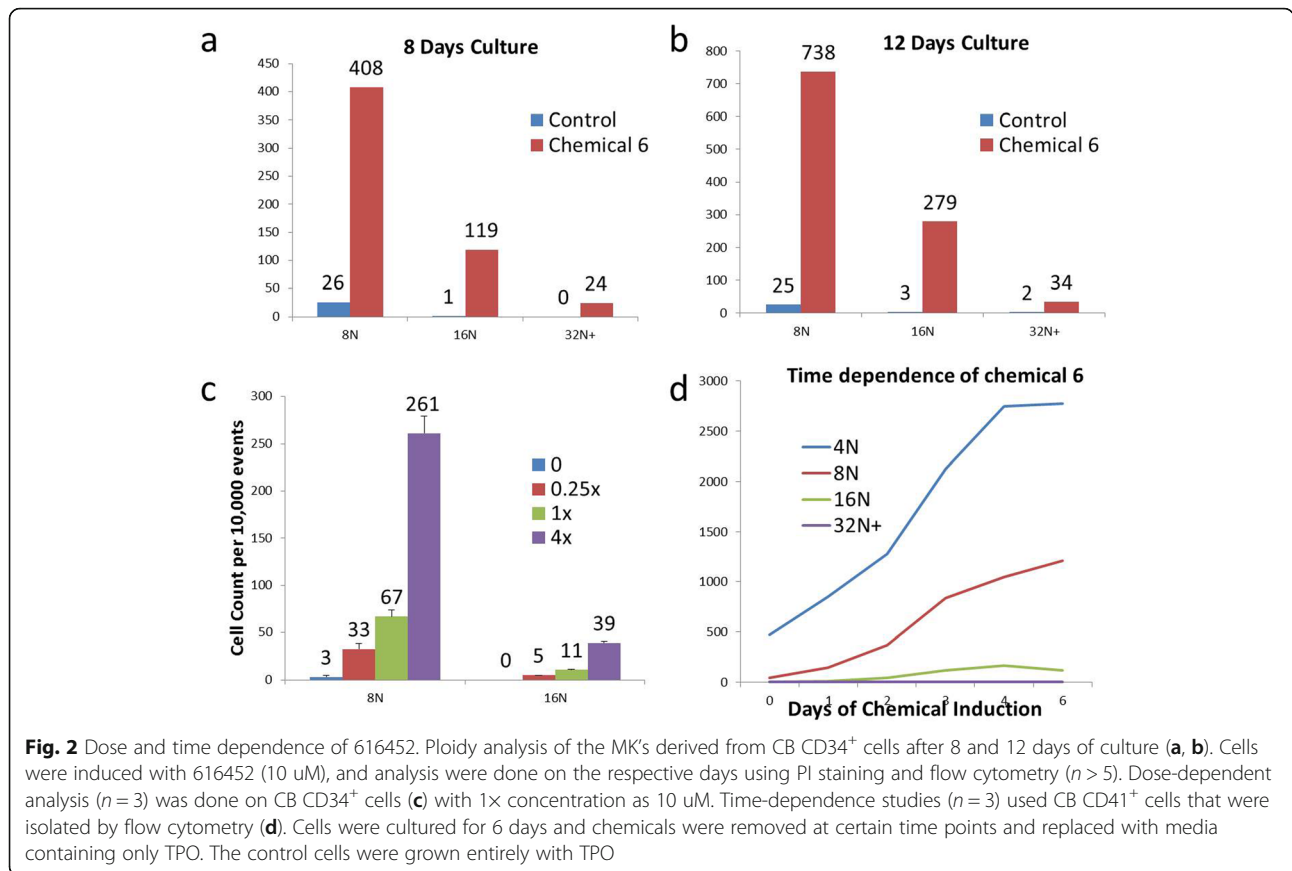 a
8 Days Culture
450
400
350
300
250
200
150
100
50
0
408
26
119
1
24
0
Control
Chemical 6
8N
16N
32N+
b
12 Days Culture
800
700
600
500
400
300
200
100
0
738
25
279
3
34
2
Control
Chemical 6
8N
16N
32N+
c
Cell Count per 10,000 events
300
250
200
150
100
50
0
3
33
67
261
0
5
11
39
0
0.25x
1x
4x
8N
16N
d
Time dependence of chemical 6
3000
2500
2000
1500
1000
500
0
4N
8N
16N
32N+
0
1
2
3
4
6
Days of Chemical Induction
Fig. 2 Dose and time dependence of 616452. Ploidy analysis of the MK's derived from CB CD34+ cells after 8 and 12 days of culture (a, b). Cells
were induced with 616452 (10 uM), and analysis were done on the respective days using PI staining and flow cytometry (n > 5). Dose-dependent
analysis (n = 3) was done on CB CD34+ cells (c) with 1× concentration as 10 uM. Time-dependence studies (n = 3) used CB CD41+ cells that were
isolated by flow cytometry (d). Cells were cultured for 6 days and chemicals were removed at certain time points and replaced with media
containing only TPO. The control cells were grown entirely with TPO